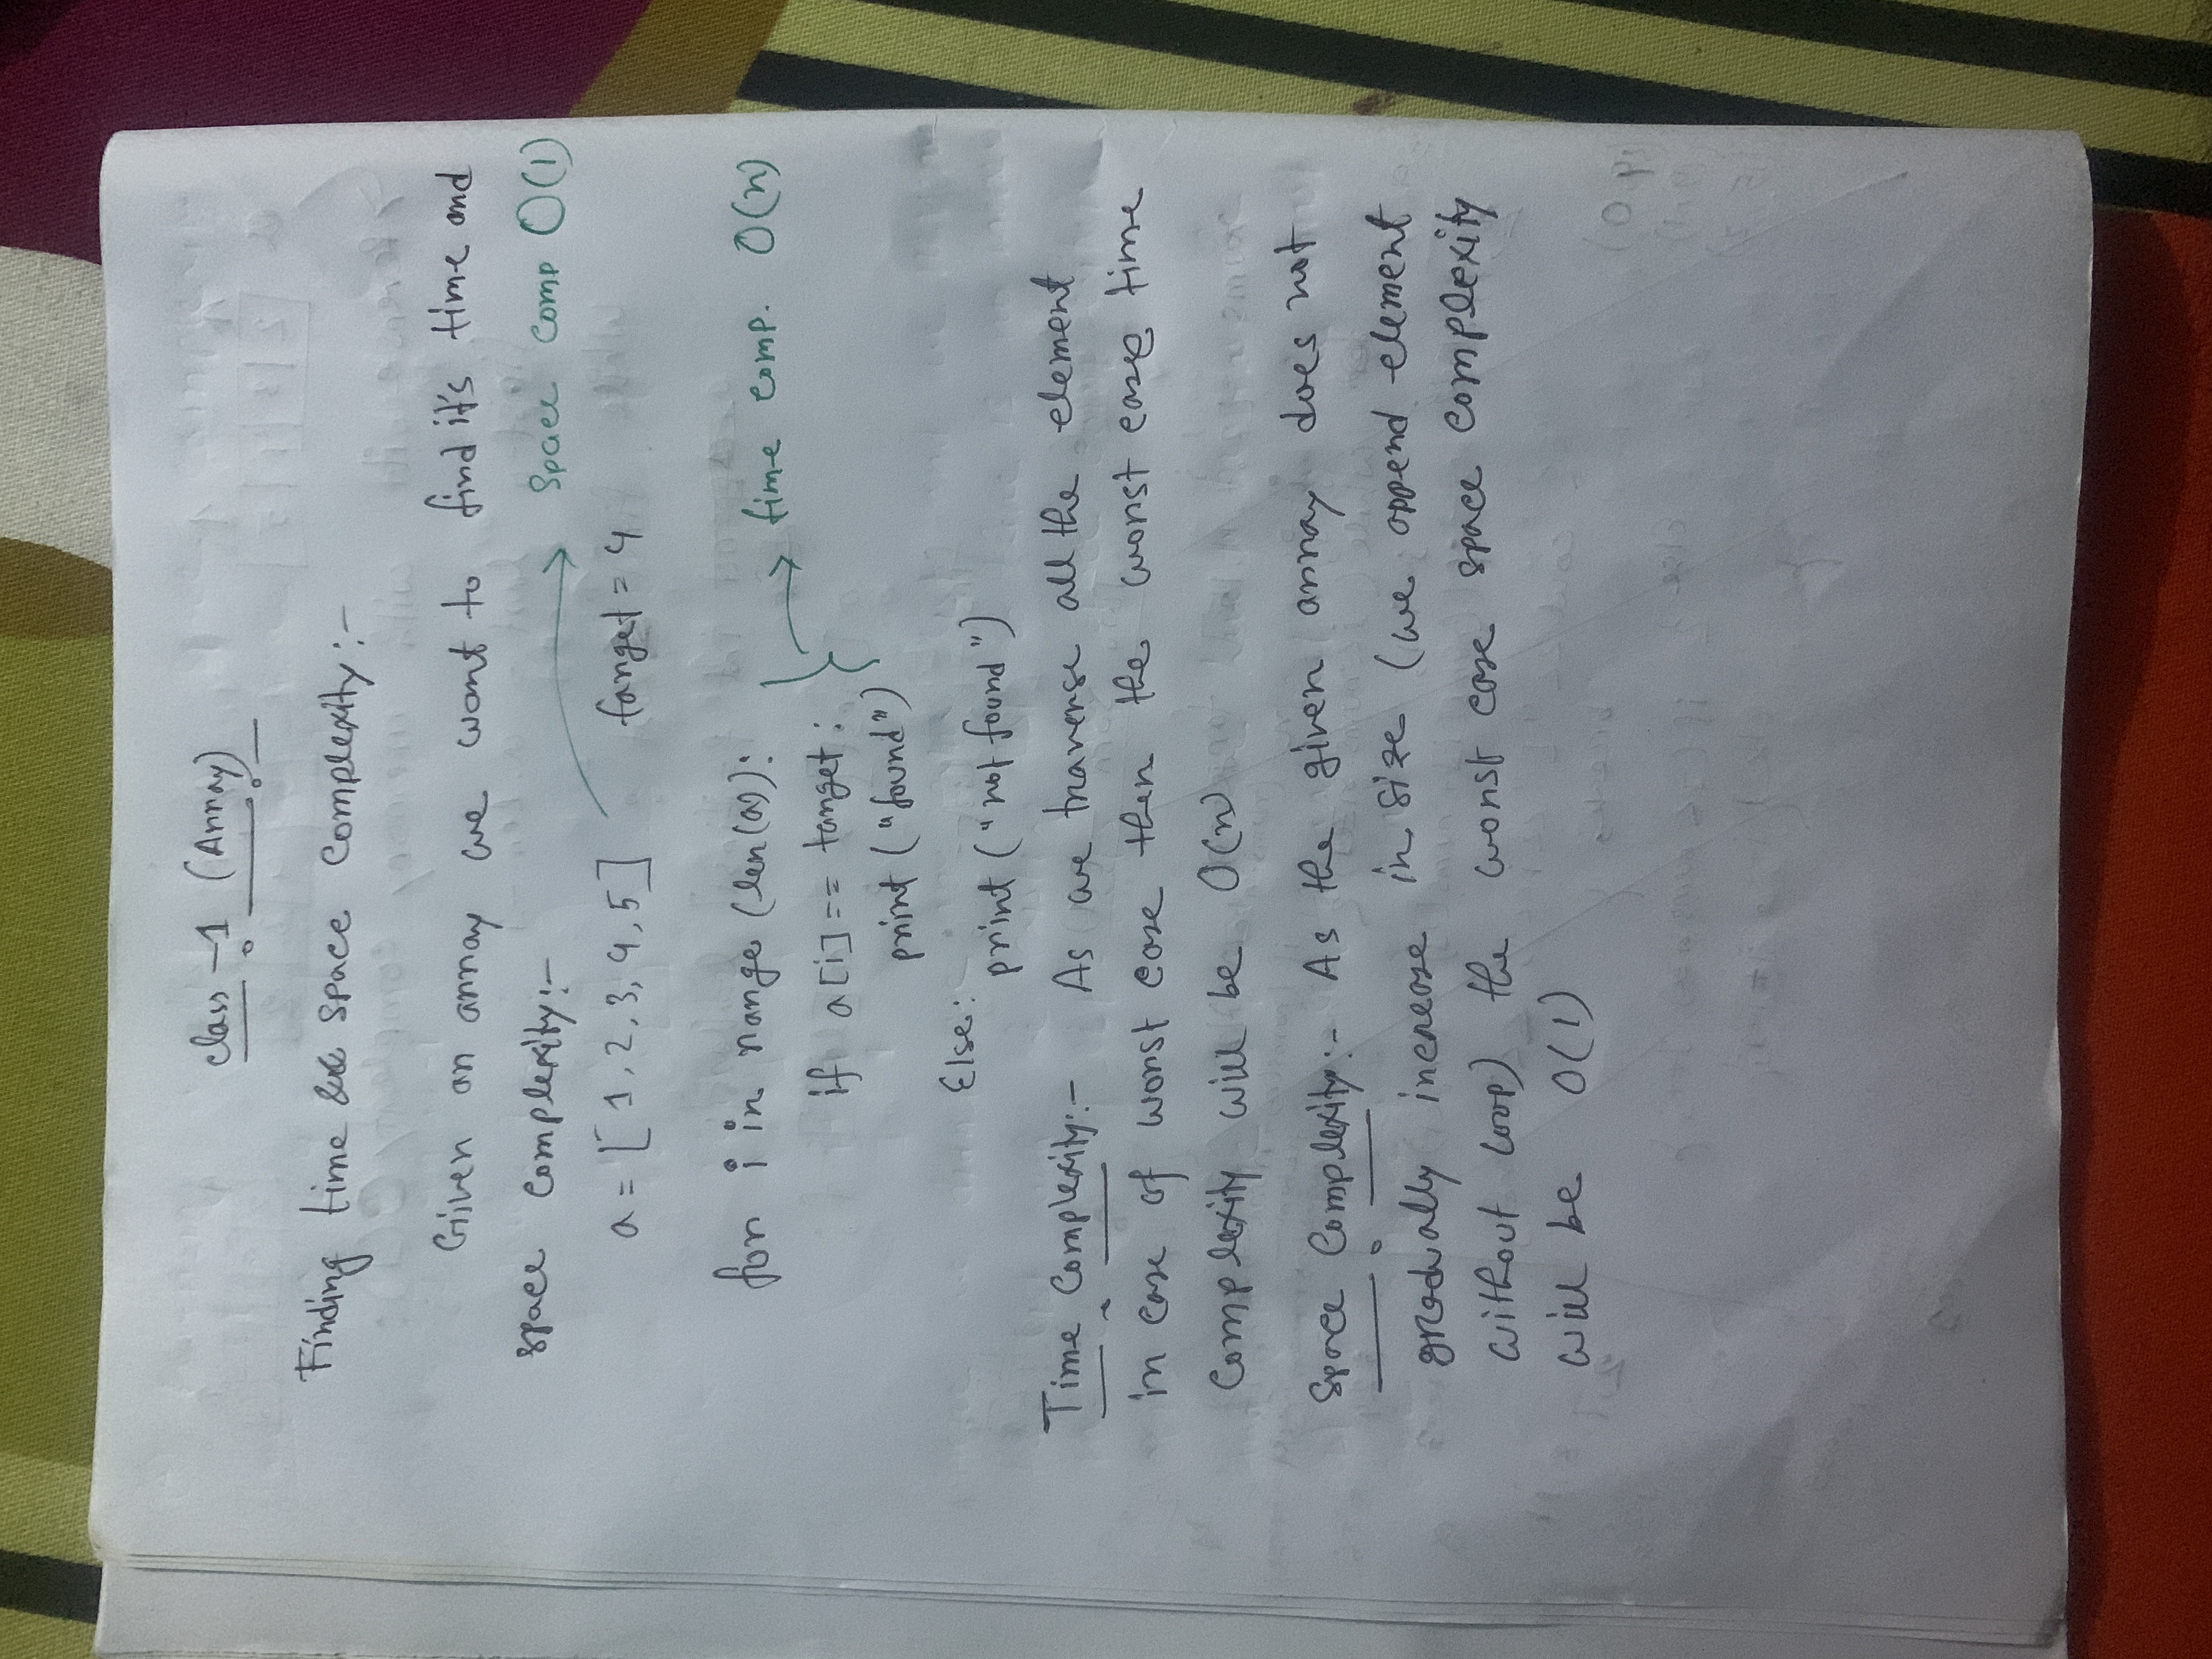 class -1 (Array)
Finding time && space complexity :-
Given an array we want to find it's time and
space complexity :-
space comp O(1)
a = [1, 2, 3, 4, 5]
target = 4
for i in range (len(a)):
time comp. O(n)
if a[i] == target :
print ("found")
Else:
print ("not found")
Time Complexity :- As we traverse all the element
in case of worst case then the worst case time
complexity will be O(n)
Space Complexity :- As the given array does not
gradually increase in size (we append element
without loop) the worst case space complexity
will be O(1)